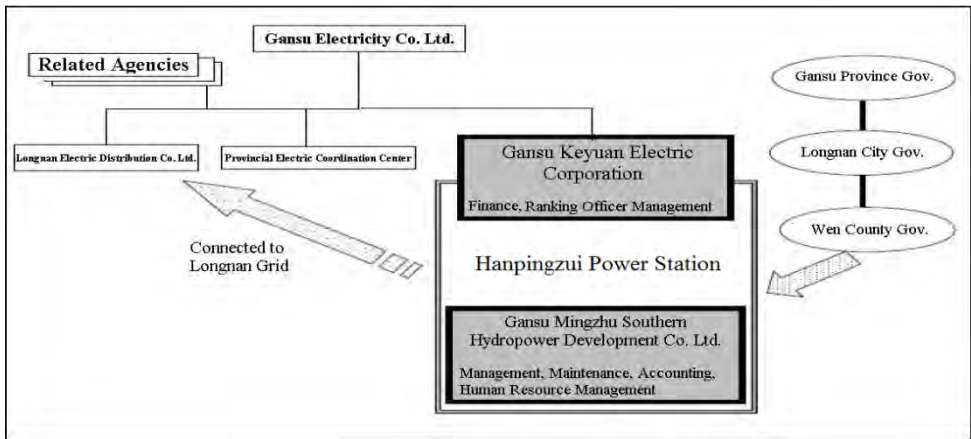 Gansu Electricity Co. Ltd.
Related Agencies
Longnan Electric Distribution Co. Ltd.
Provincial Electric Coordination Center
Gansu Keyuan Electric
Corporation
Finance, Ranking Officer Management
Gansu Province Gov.
Longnan City Gov.
Wen County Gov.
Connected to
Longnan Grid
Hanpingzui Power Station
Gansu Mingzhu Southern
Hydropower Development Co. Ltd.
Management, Maintenance, Accounting,
Human Resource Management